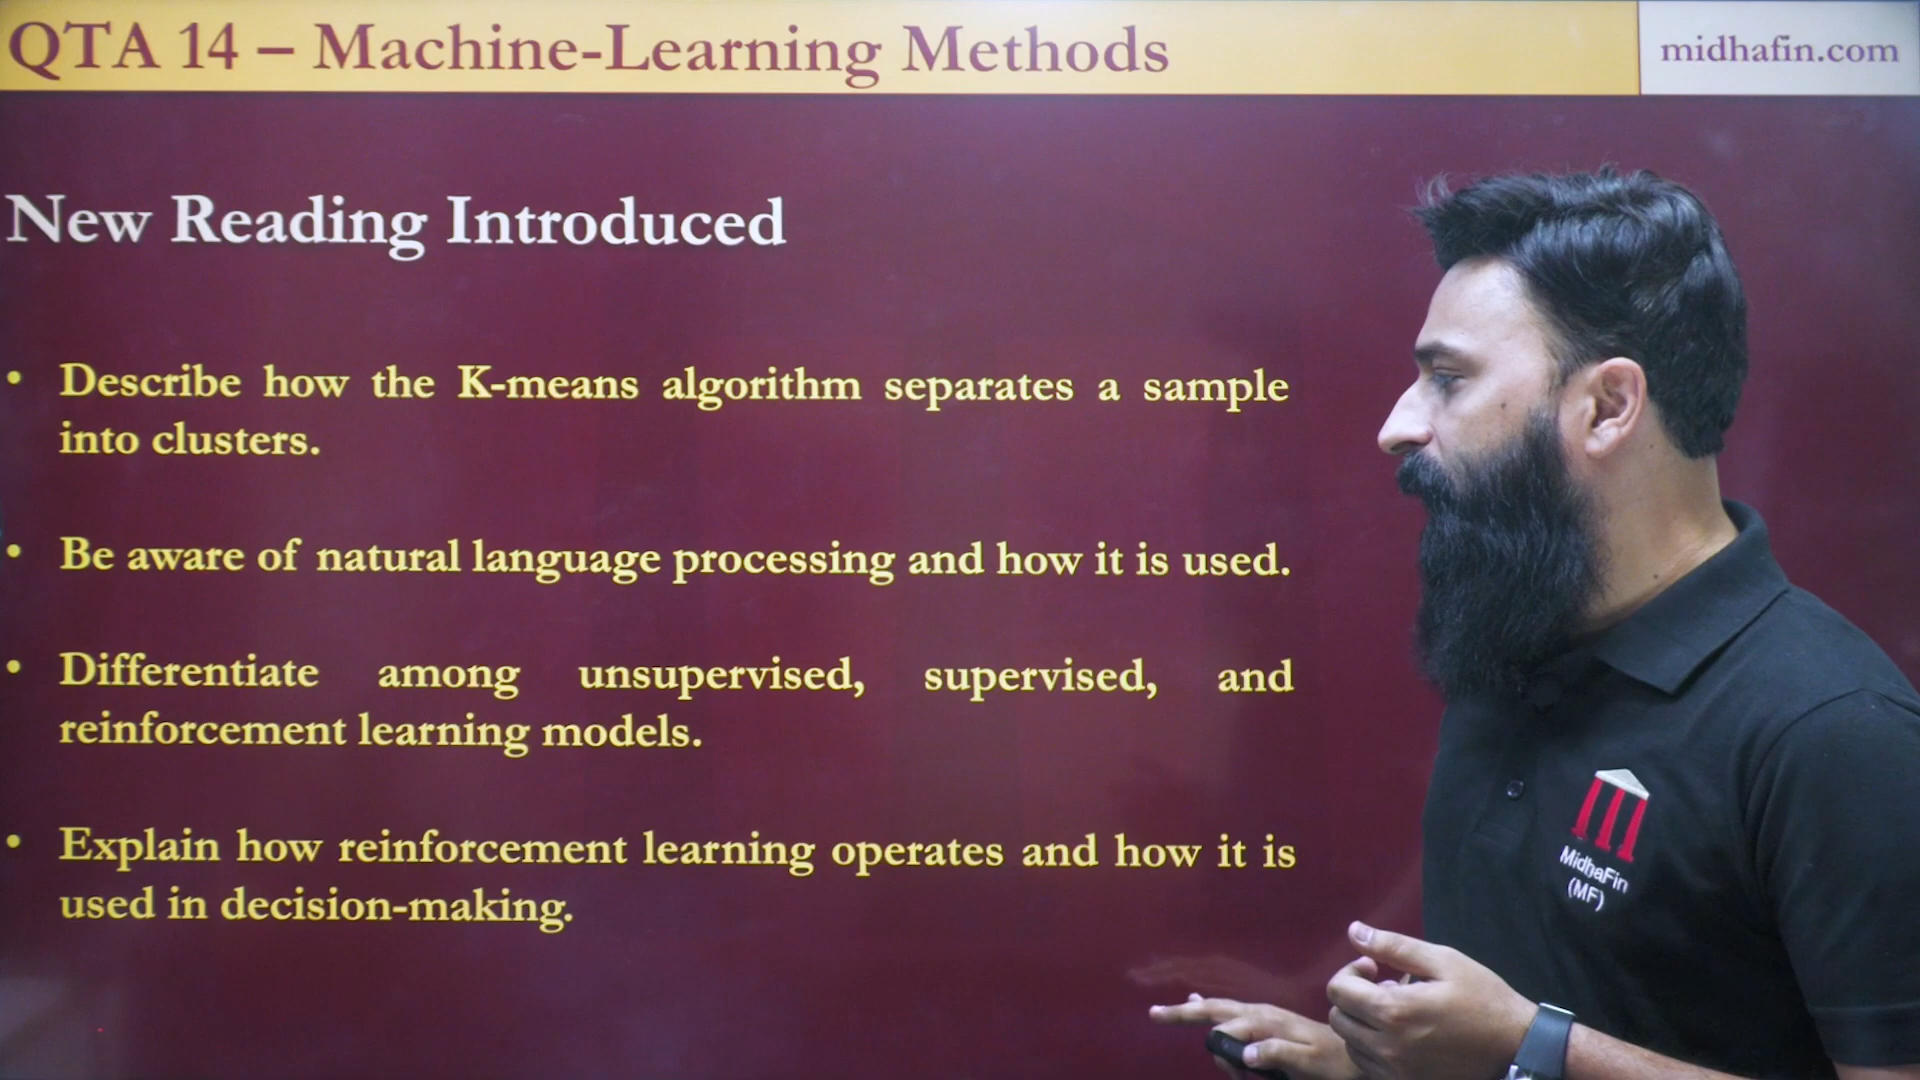 QTA 14 – Machine-Learning Methods
midhafin.com
New Reading Introduced
• Describe how the K-means algorithm separates a sample
into clusters.
• Be aware of natural language processing and how it is used.
• Differentiate among unsupervised, supervised, and
reinforcement learning models.
• Explain how reinforcement learning operates and how it is
used in decision-making.
MidhaFin
(MF)